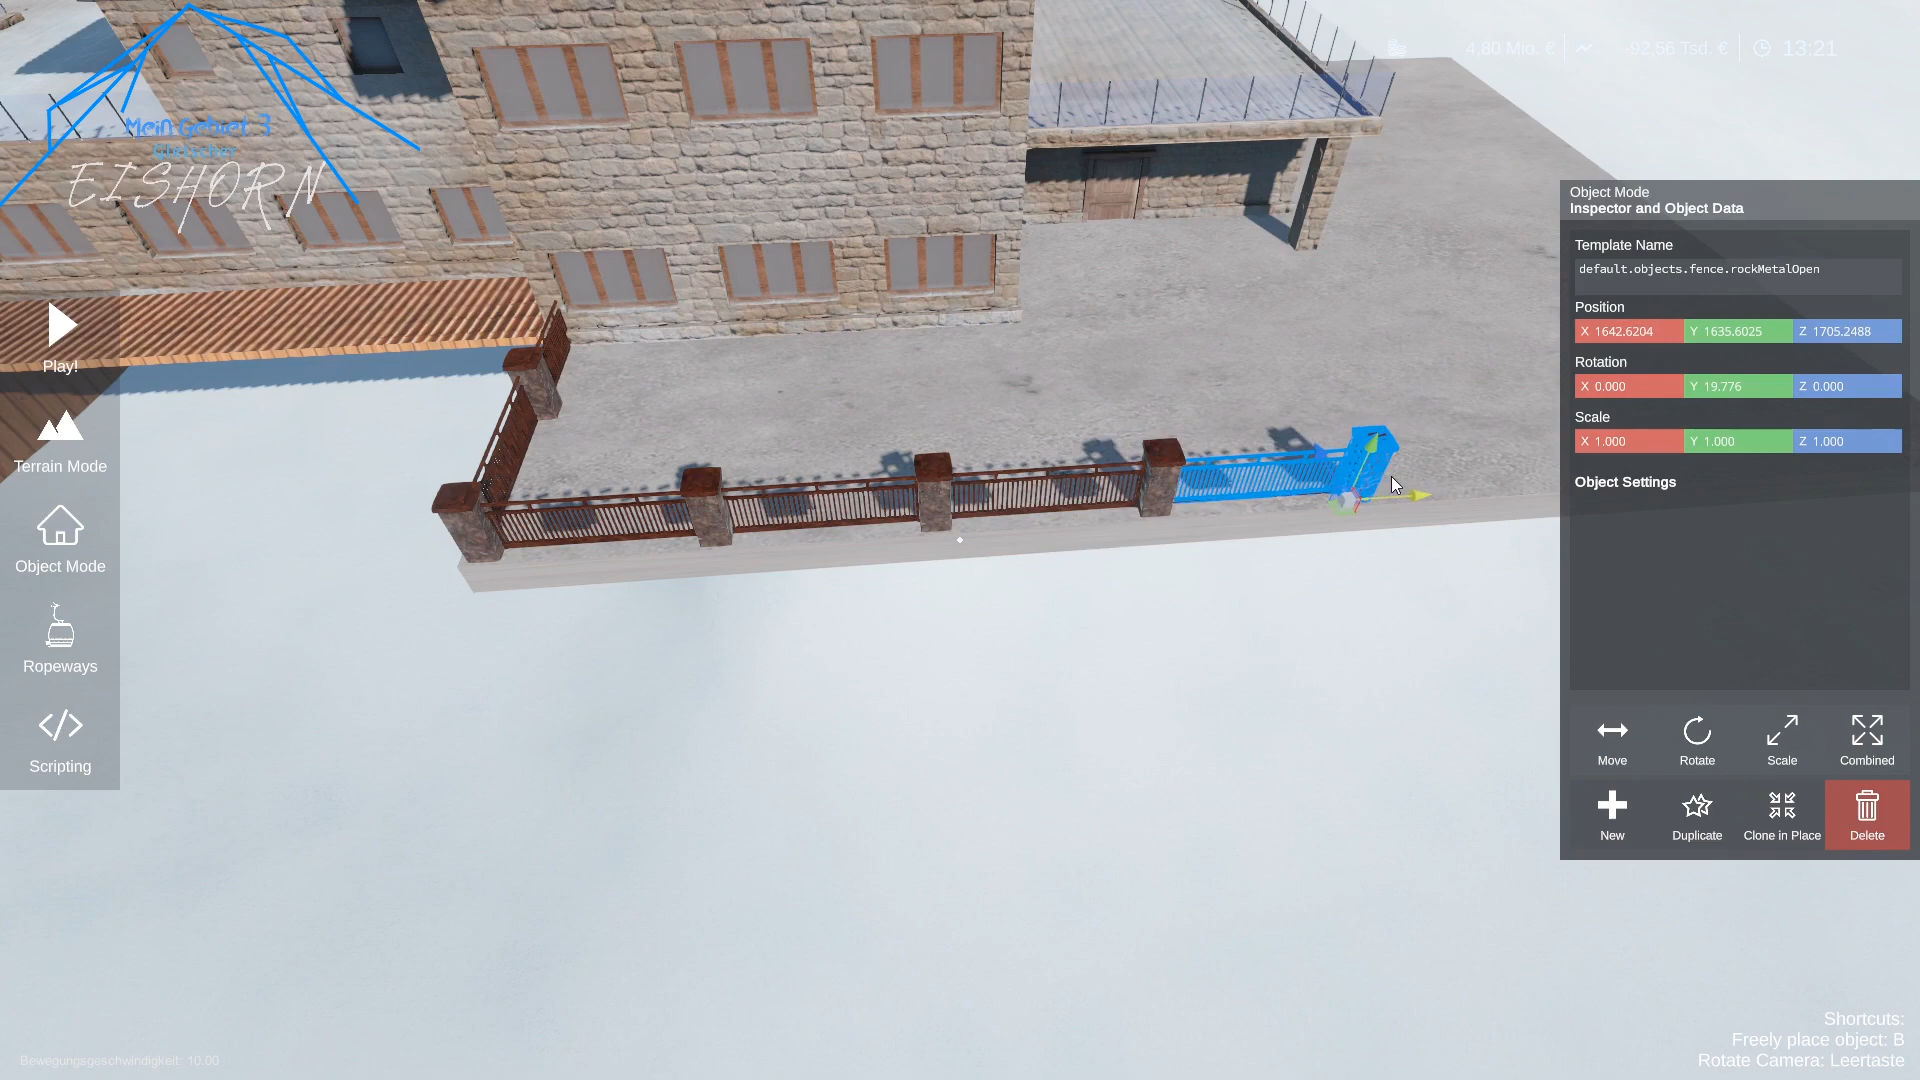 Mein Gebiet 3
Gletscher
EISHORN
4,80 Mio. €
-92,56 Tsd. €
13:21
Play!
Terrain Mode
Object Mode
Ropeways
Scripting
Object Mode
Inspector and Object Data
Template Name
default.objects.fence.rockMetalOpen
Position
X 1642.6204 Y 1635.6025 Z 1705.2488
Rotation
X 0.000 Y 19.776 Z 0.000
Scale
X 1.000 Y 1.000 Z 1.000
Object Settings
Move Rotate Scale Combined
New Duplicate Clone in Place Delete
Shortcuts:
Freely place object: B
Rotate Camera: Leertaste
Bewegungsgeschwindigkeit: 10.00